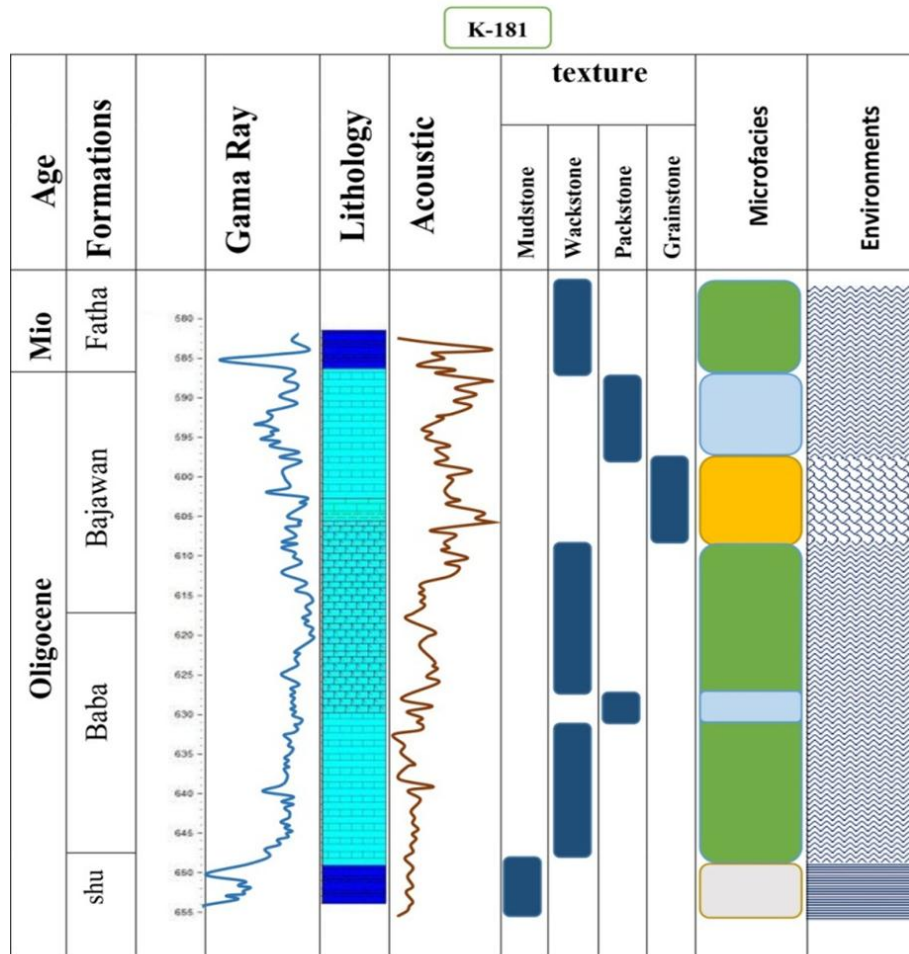 K-181
Age
Formations
Gama Ray
Lithology
Acoustic
texture
Mudstone
Wackstone
Packstone
Grainstone
Microfacies
Environments
Mio
Fatha
Oligocene
Bajawan
Baba
shu
580
585
590
595
600
605
610
615
620
625
630
635
640
645
650
655